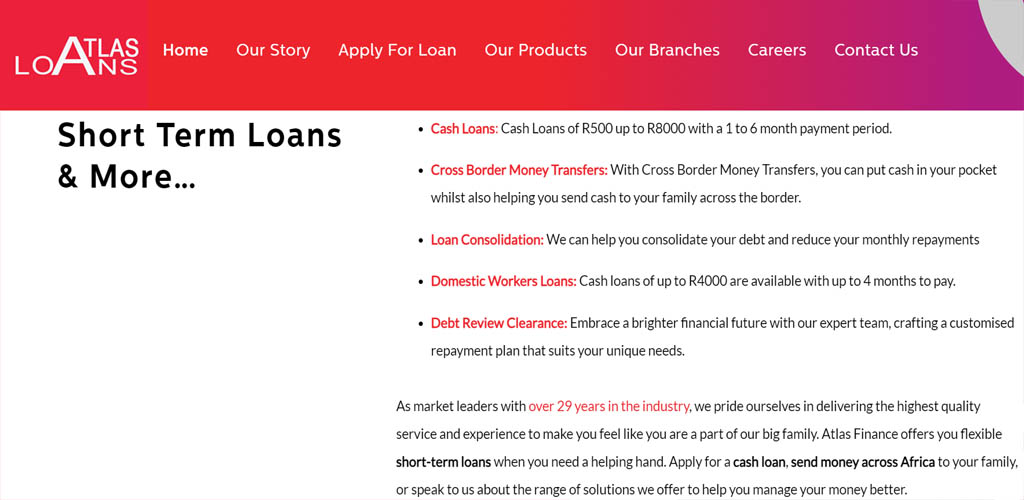 ATLAS
LOANS
Home Our Story Apply For Loan Our Products Our Branches Careers Contact Us
Short Term Loans
& More...
• Cash Loans: Cash Loans of R500 up to R8000 with a 1 to 6 month payment period.
• Cross Border Money Transfers: With Cross Border Money Transfers, you can put cash in your pocket
whilst also helping you send cash to your family across the border.
• Loan Consolidation: We can help you consolidate your debt and reduce your monthly repayments
• Domestic Workers Loans: Cash loans of up to R4000 are available with up to 4 months to pay.
• Debt Review Clearance: Embrace a brighter financial future with our expert team, crafting a customised
repayment plan that suits your unique needs.
As market leaders with over 29 years in the industry, we pride ourselves in delivering the highest quality
service and experience to make you feel like you are a part of our big family. Atlas Finance offers you flexible
short-term loans when you need a helping hand. Apply for a cash loan, send money across Africa to your family,
or speak to us about the range of solutions we offer to help you manage your money better.